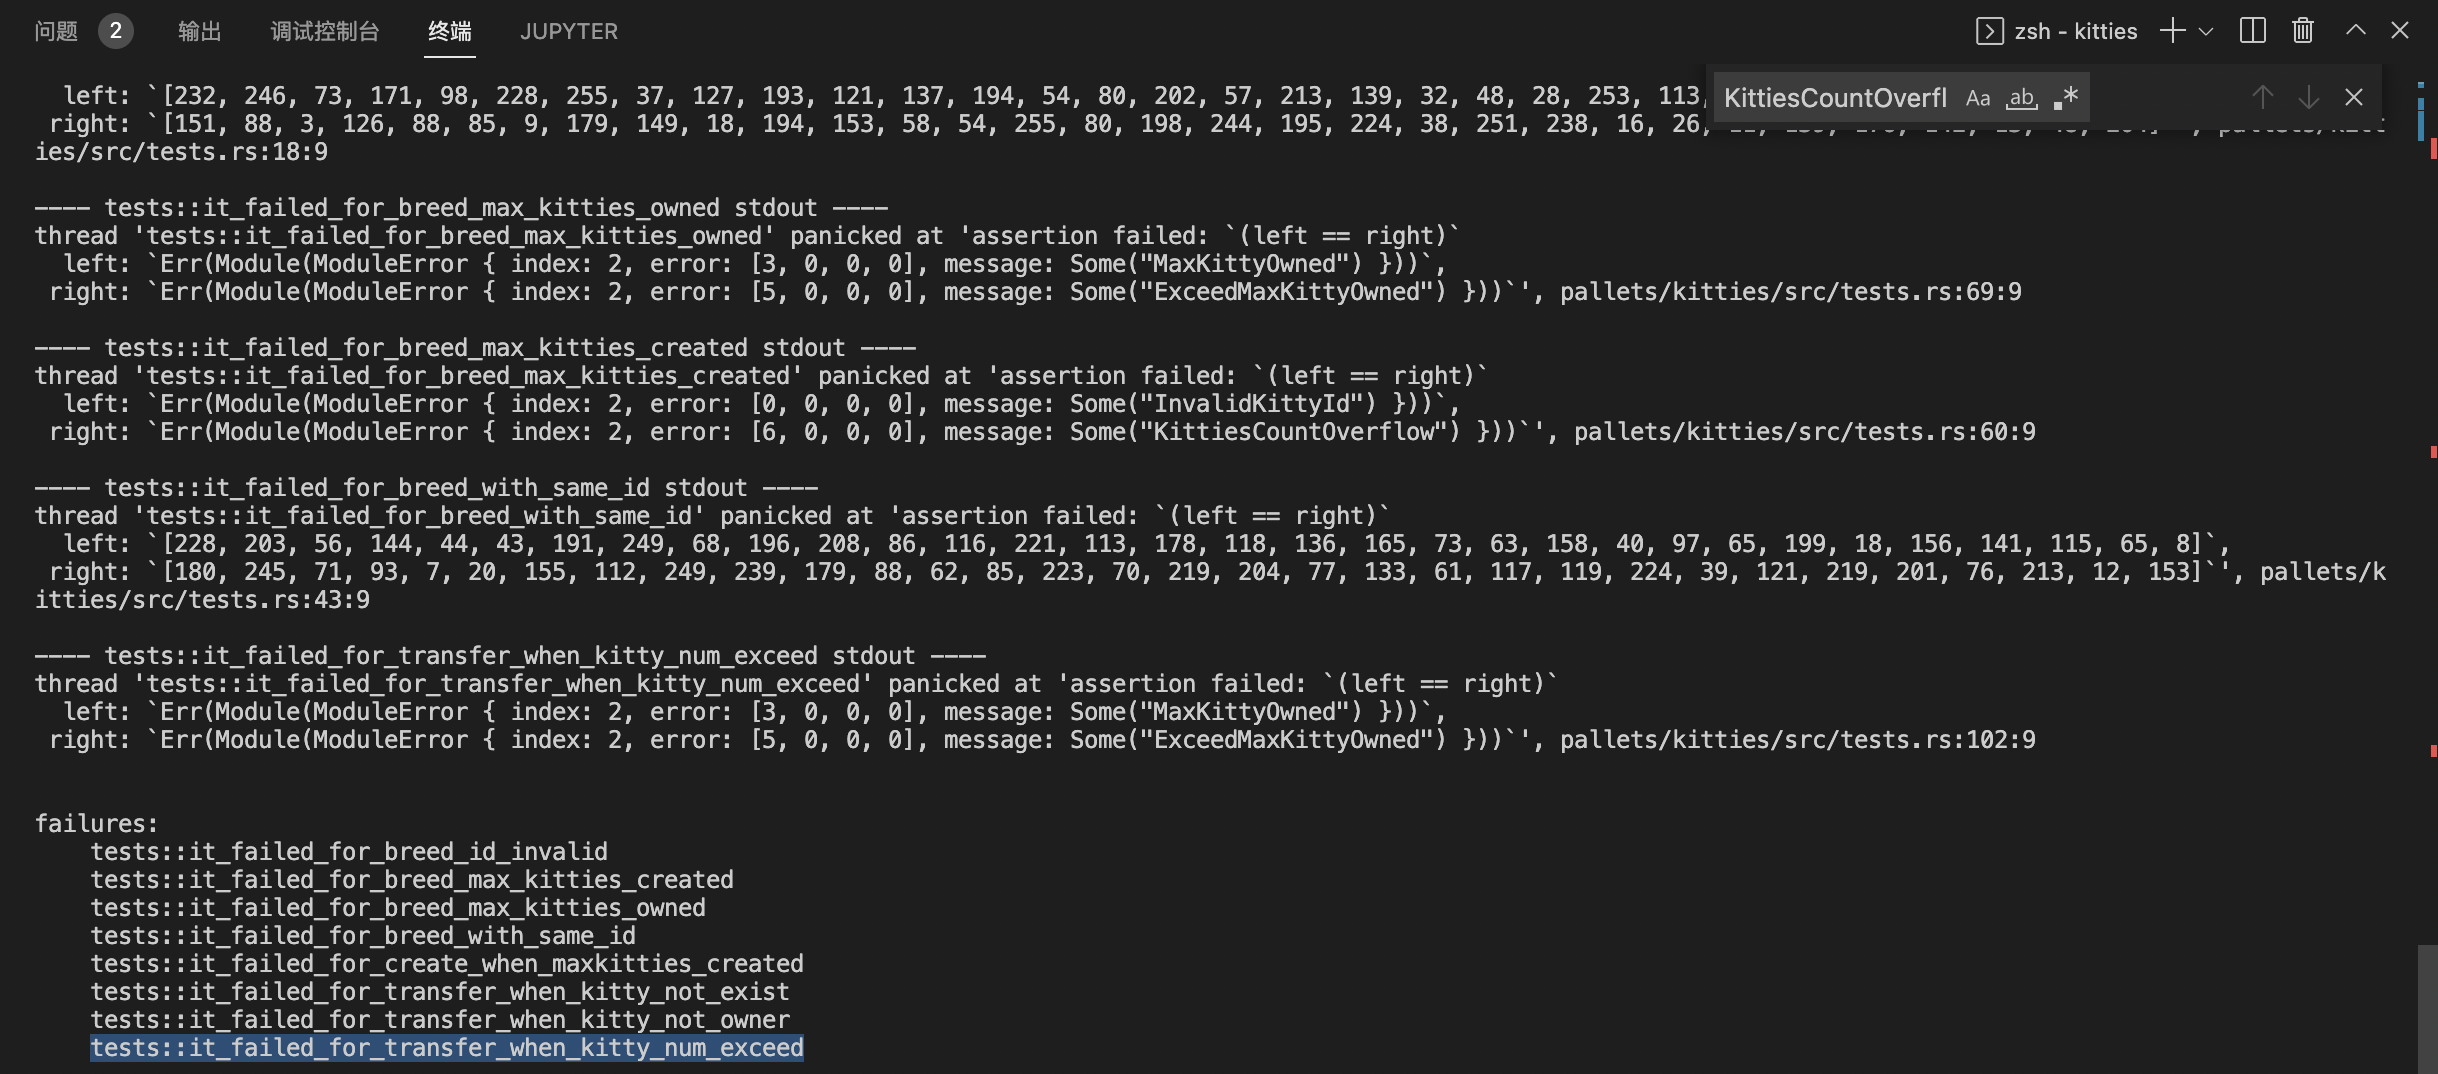 问题 2 输出 调试控制台 终端 JUPYTER zsh - kitties
KittiesCountOverfl Aa ab
left: `[232, 246, 73, 171, 98, 228, 255, 37, 127, 193, 121, 137, 194, 54, 80, 202, 57, 213, 139, 32, 48, 28, 253, 113,
right: `[151, 88, 3, 126, 88, 85, 9, 179, 149, 18, 194, 153, 58, 54, 255, 80, 198, 244, 195, 224, 38, 251, 238, 16, 26,
ies/src/tests.rs:18:9
---- tests::it_failed_for_breed_max_kitties_owned stdout ----
thread 'tests::it_failed_for_breed_max_kitties_owned' panicked at 'assertion failed: `(left == right)`
left: `Err(Module(ModuleError { index: 2, error: [3, 0, 0, 0], message: Some("MaxKittyOwned") }))`,
right: `Err(Module(ModuleError { index: 2, error: [5, 0, 0, 0], message: Some("ExceedMaxKittyOwned") }))`', pallets/kitties/src/tests.rs:69:9
---- tests::it_failed_for_breed_max_kitties_created stdout ----
thread 'tests::it_failed_for_breed_max_kitties_created' panicked at 'assertion failed: `(left == right)`
left: `Err(Module(ModuleError { index: 2, error: [0, 0, 0, 0], message: Some("InvalidKittyId") }))`,
right: `Err(Module(ModuleError { index: 2, error: [6, 0, 0, 0], message: Some("KittiesCountOverflow") }))`', pallets/kitties/src/tests.rs:60:9
---- tests::it_failed_for_breed_with_same_id stdout ----
thread 'tests::it_failed_for_breed_with_same_id' panicked at 'assertion failed: `(left == right)`
left: `[228, 203, 56, 144, 44, 43, 191, 249, 68, 196, 208, 86, 116, 221, 113, 178, 118, 136, 165, 73, 63, 158, 40, 97, 65, 199, 18, 156, 141, 115, 65, 8]`,
right: `[180, 245, 71, 93, 7, 20, 155, 112, 249, 239, 179, 88, 62, 85, 223, 70, 219, 204, 77, 133, 61, 117, 119, 224, 39, 121, 219, 201, 76, 213, 12, 153]`', pallets/k
itties/src/tests.rs:43:9
---- tests::it_failed_for_transfer_when_kitty_num_exceed stdout ----
thread 'tests::it_failed_for_transfer_when_kitty_num_exceed' panicked at 'assertion failed: `(left == right)`
left: `Err(Module(ModuleError { index: 2, error: [3, 0, 0, 0], message: Some("MaxKittyOwned") }))`,
right: `Err(Module(ModuleError { index: 2, error: [5, 0, 0, 0], message: Some("ExceedMaxKittyOwned") }))`', pallets/kitties/src/tests.rs:102:9
failures:
tests::it_failed_for_breed_id_invalid
tests::it_failed_for_breed_max_kitties_created
tests::it_failed_for_breed_max_kitties_owned
tests::it_failed_for_breed_with_same_id
tests::it_failed_for_create_when_maxkitties_created
tests::it_failed_for_transfer_when_kitty_not_exist
tests::it_failed_for_transfer_when_kitty_not_owner
tests::it_failed_for_transfer_when_kitty_num_exceed